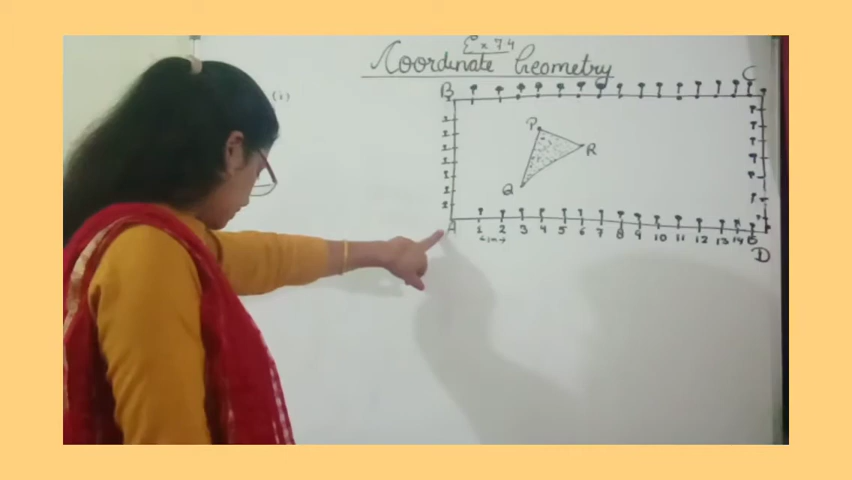 Ex 7.4
Coordinate Geometry
(i)
B C
P
R
Q
A 1 2 3 4 5 6 7 8 9 10 11 12 13 14 15
←1m→
D